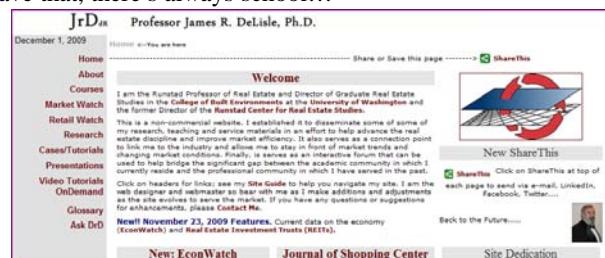 ave that, there's always school…
JrD.dR Professor James R. DeLisle, Ph.D.
December 1, 2009
Home <--You are here
Share or Save this page -------> ShareThis
Home
About
Courses
Market Watch
Retail Watch
Research
Cases/Tutorials
Presentations
Video Tutorials
OnDemand
Glossary
Ask DrD
Welcome
I am the Runstad Professor of Real Estate and Director of Graduate Real Estate
Studies in the College of Built Environments at the University of Washington and
the former Director of the Runstad Center for Real Estate Studies.
This is a non-commercial website. I established it to disseminate some of some of
my research, teaching and service materials in an effort to help advance the real
estate discipline and improve market efficiency. It also serves as a connection point
to link me to the industry and allowe me to stay in front of market trends and
changing market conditions. Finally, is serves as an interactive forum that can be
used to help bridge the significant gap between the academic community in which I
currently reside and the professional community in which I have served in the past.
Click on headers for links; see my Site Guide to help you navigate my site. I am the
web designer and webmaster so bear with me as I make additions and adjustments
as the site evolves to serve the market. If you have any questions or suggestions
for enhancements, please Contact Me.
New!! November 23, 2009 Features. Current data on the economy
(EconWatch) and Real Estate Investment Trusts (REITs).
New: EconWatch
Journal of Shopping Center
New ShareThis
ShareThis Click on ShareThis at top of
each page to send via e-mail, LinkedIn,
Facebook, Twitter....
Back to the Future.....
Site Dedication